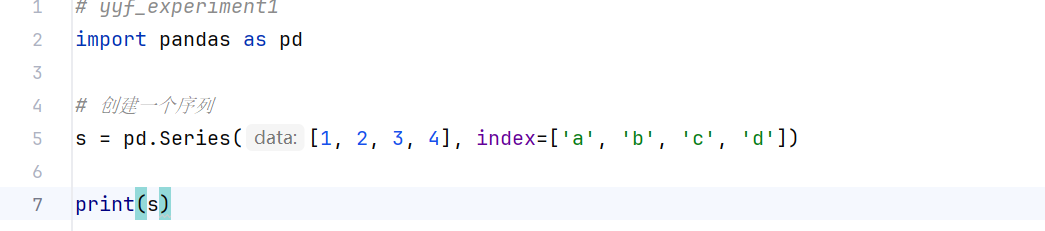 1 # yyf_experiment1
2 import pandas as pd
3
4 # 创建一个序列
5 s = pd.Series( data: [1, 2, 3, 4], index=['a', 'b', 'c', 'd'])
6
7 print(s)